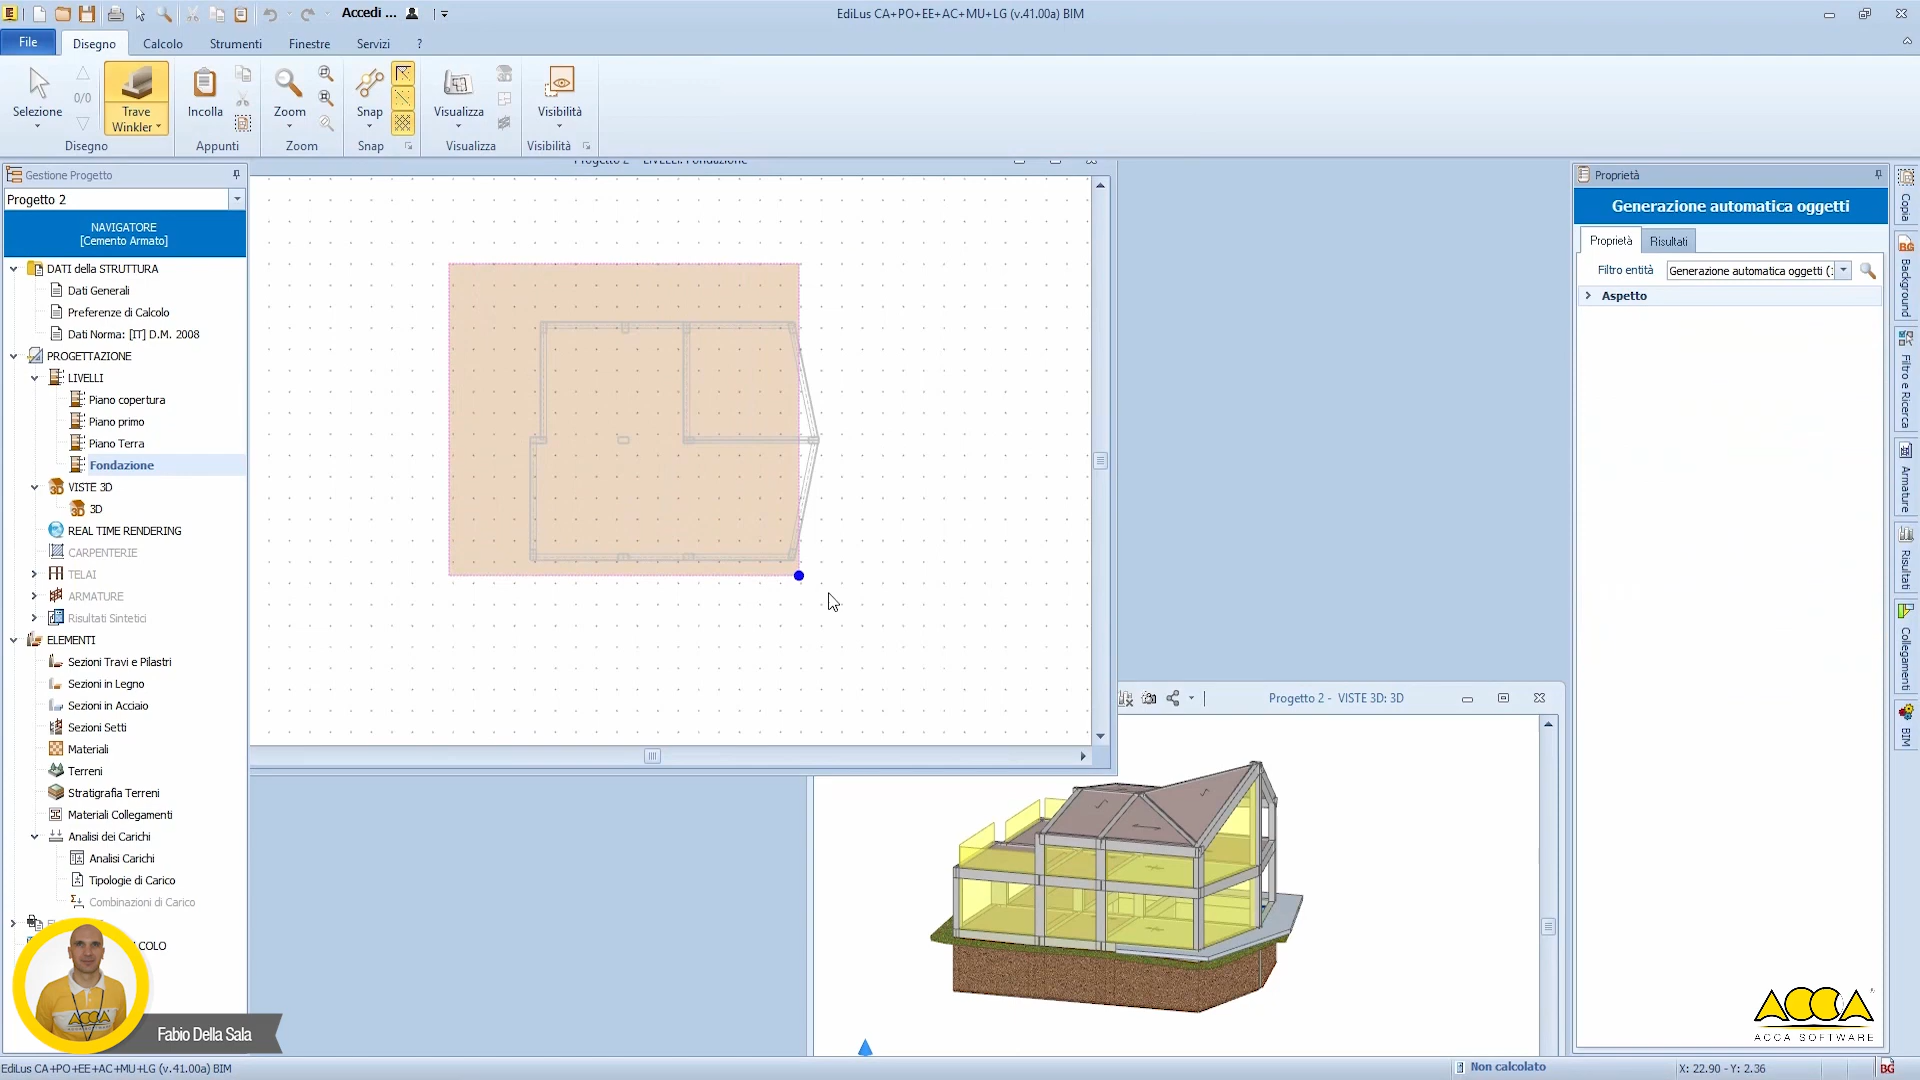 Accedi ...
EdiLus CA+PO+EE+AC+MU+LG (v.41.00a) BIM
File
Disegno
Calcolo
Strumenti
Finestre
Servizi
?
Selezione
0/0
Trave
Winkler
Incolla
Zoom
Snap
Visualizza
Visibilità
Disegno
Appunti
Zoom
Snap
Visualizza
Visibilità
Gestione Progetto
Progetto 2
NAVIGATORE
[Cemento Armato]
DATI della STRUTTURA
Dati Generali
Preferenze di Calcolo
Dati Norma: [IT] D.M. 2008
PROGETTAZIONE
LIVELLI
Piano copertura
Piano primo
Piano Terra
Fondazione
VISTE 3D
3D
REAL TIME RENDERING
CARPENTERIE
TELAI
ARMATURE
Risultati Sintetici
ELEMENTI
Sezioni Travi e Pilastri
Sezioni in Legno
Sezioni in Acciaio
Sezioni Setti
Materiali
Terreni
Stratigrafia Terreni
Materiali Collegamenti
Analisi dei Carichi
Analisi Carichi
Tipologie di Carico
Combinazioni di Carico
Progetto 2 - LIVELLI: Fondazione
Progetto 2 - VISTE 3D: 3D
Proprietà
Generazione automatica oggetti
Proprietà
Risultati
Filtro entità
Generazione automatica oggetti (
Aspetto
Copia
BG
Background
Filtro e Ricerca
Armature
Risultati
Collegamenti
BIM
ACCA
Fabio Della Sala
ACCA
ACCA SOFTWARE
EdiLus CA+PO+EE+AC+MU+LG (v.41.00a) BIM
Non calcolato
X: 22.90 - Y: 2.36
BG